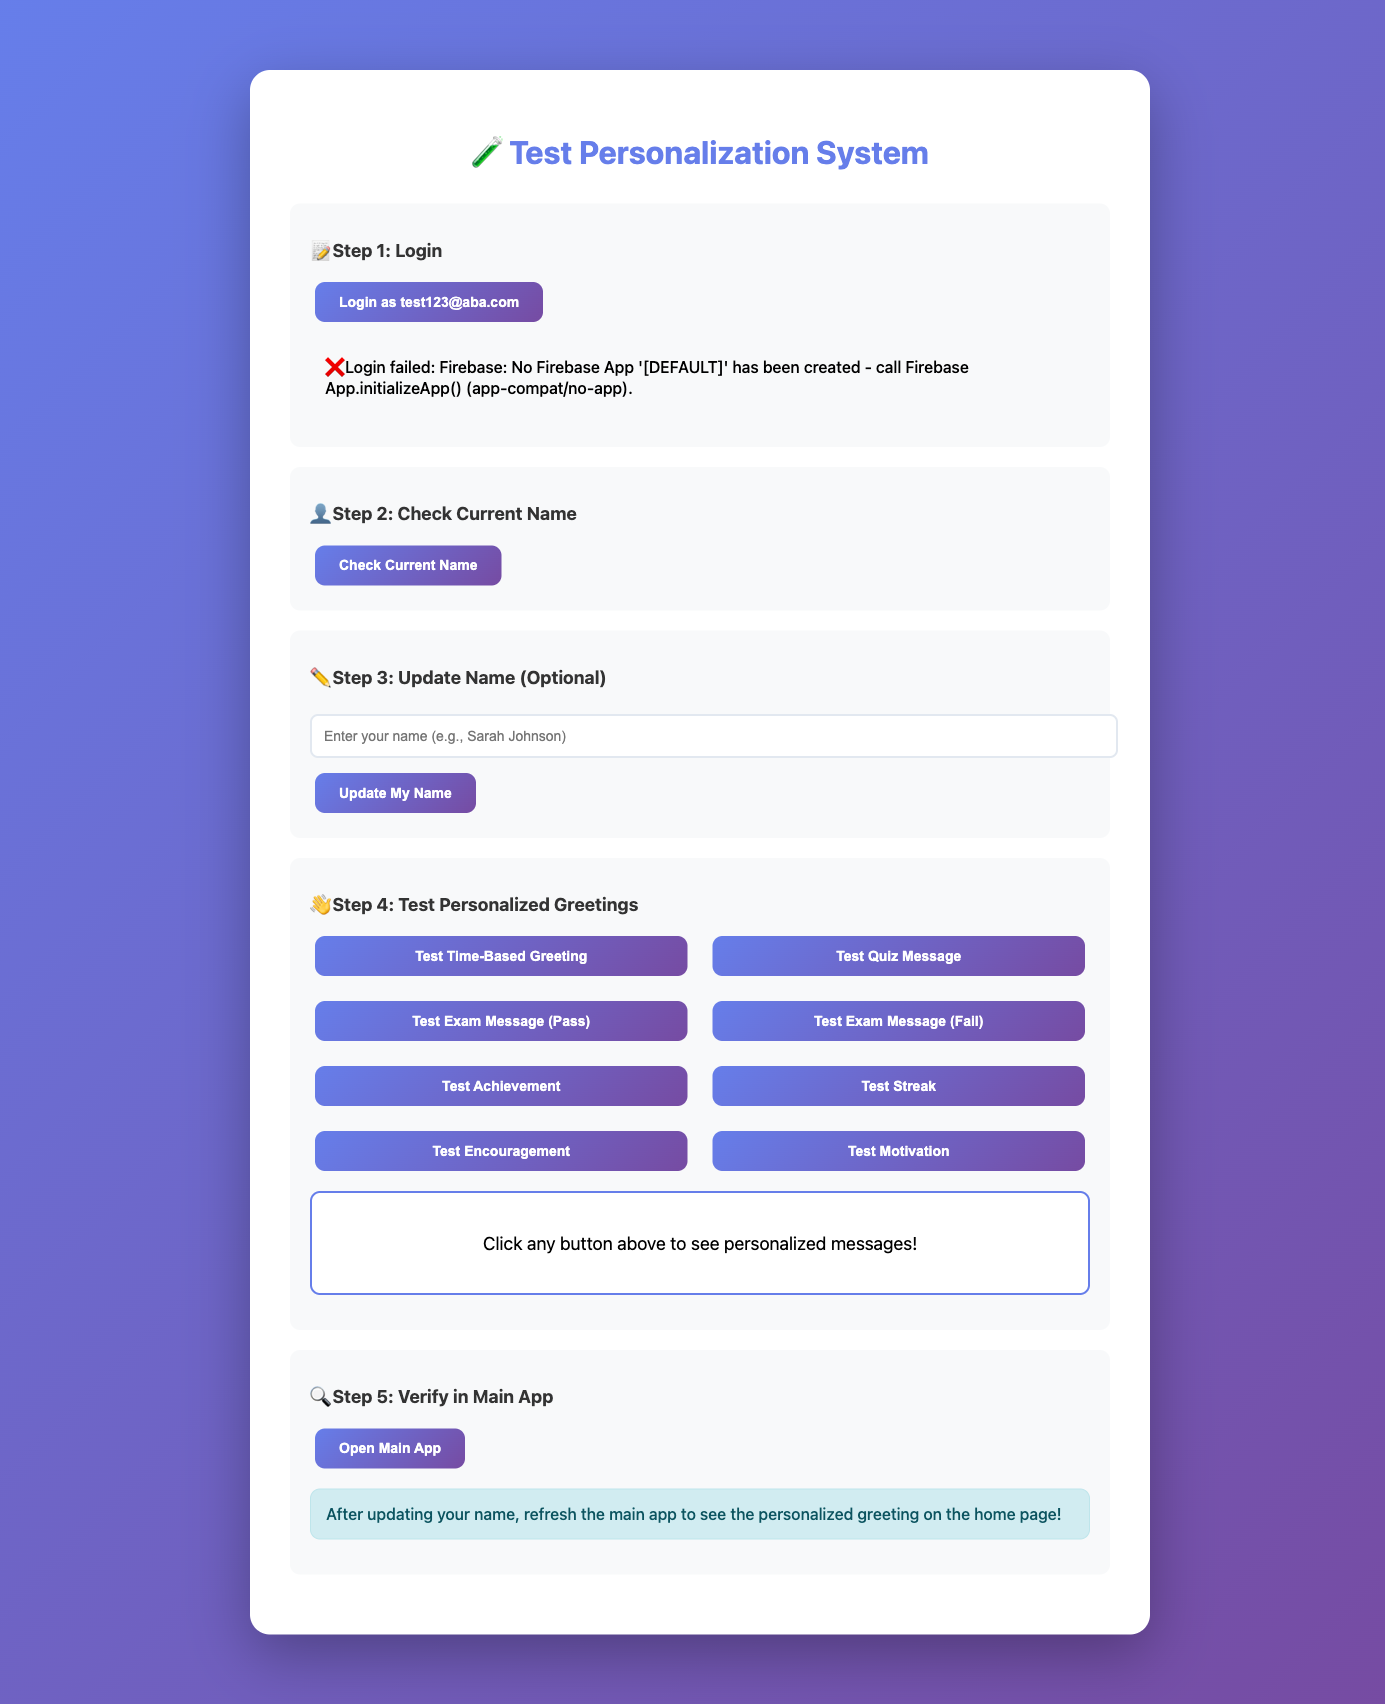 🧪 Test Personalization System
📝Step 1: Login
Login as test123@aba.com
❌Login failed: Firebase: No Firebase App '[DEFAULT]' has been created - call Firebase
App.initializeApp() (app-compat/no-app).
👤Step 2: Check Current Name
Check Current Name
✏️Step 3: Update Name (Optional)
Enter your name (e.g., Sarah Johnson)
Update My Name
👋Step 4: Test Personalized Greetings
Test Time-Based Greeting
Test Quiz Message
Test Exam Message (Pass)
Test Exam Message (Fail)
Test Achievement
Test Streak
Test Encouragement
Test Motivation
Click any button above to see personalized messages!
🔍Step 5: Verify in Main App
Open Main App
After updating your name, refresh the main app to see the personalized greeting on the home page!